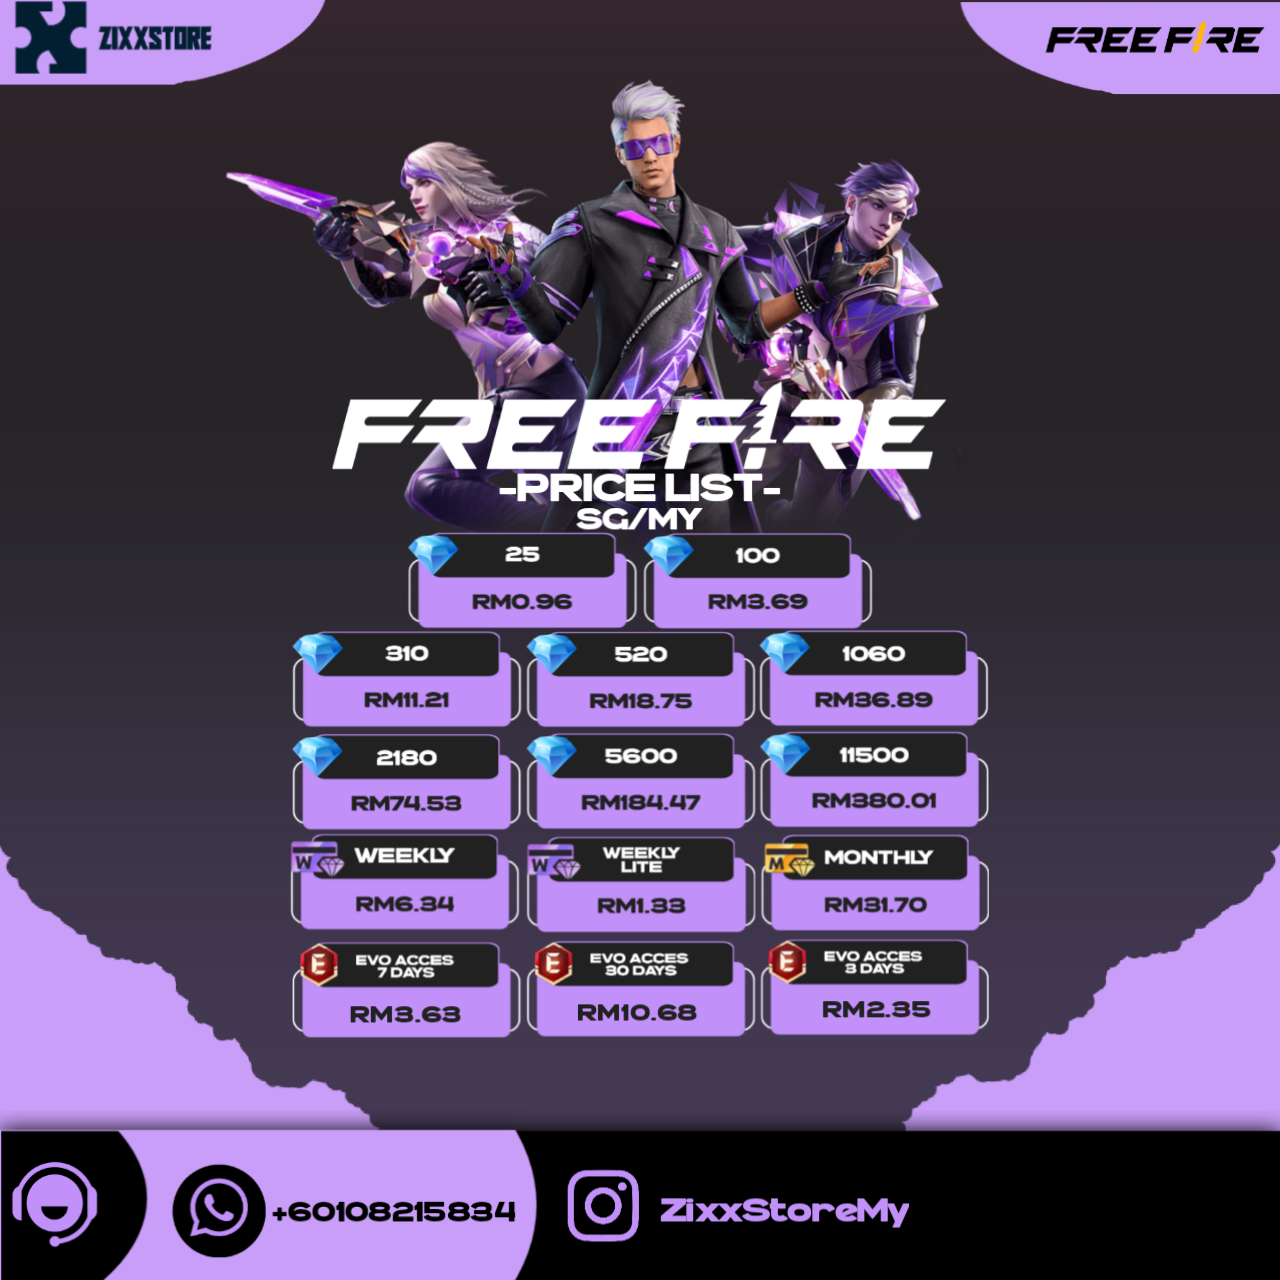 ZIXXSTORE
FREE FIRE
FREE FIRE
-PRICE LIST-
SG/MY
25
100
RM0.96
RM3.69
310
520
1060
RM11.21
RM18.75
RM36.89
2180
5600
11500
RM74.53
RM184.47
RM380.01
W
WEEKLY
W
WEEKLY
LITE
M
MONTHLY
RM6.34
RM1.33
RM31.70
E
EVO ACCES
7 DAYS
E
EVO ACCES
30 DAYS
E
EVO ACCES
3 DAYS
RM3.63
RM10.68
RM2.35
+60108215834
ZixxStoreMy